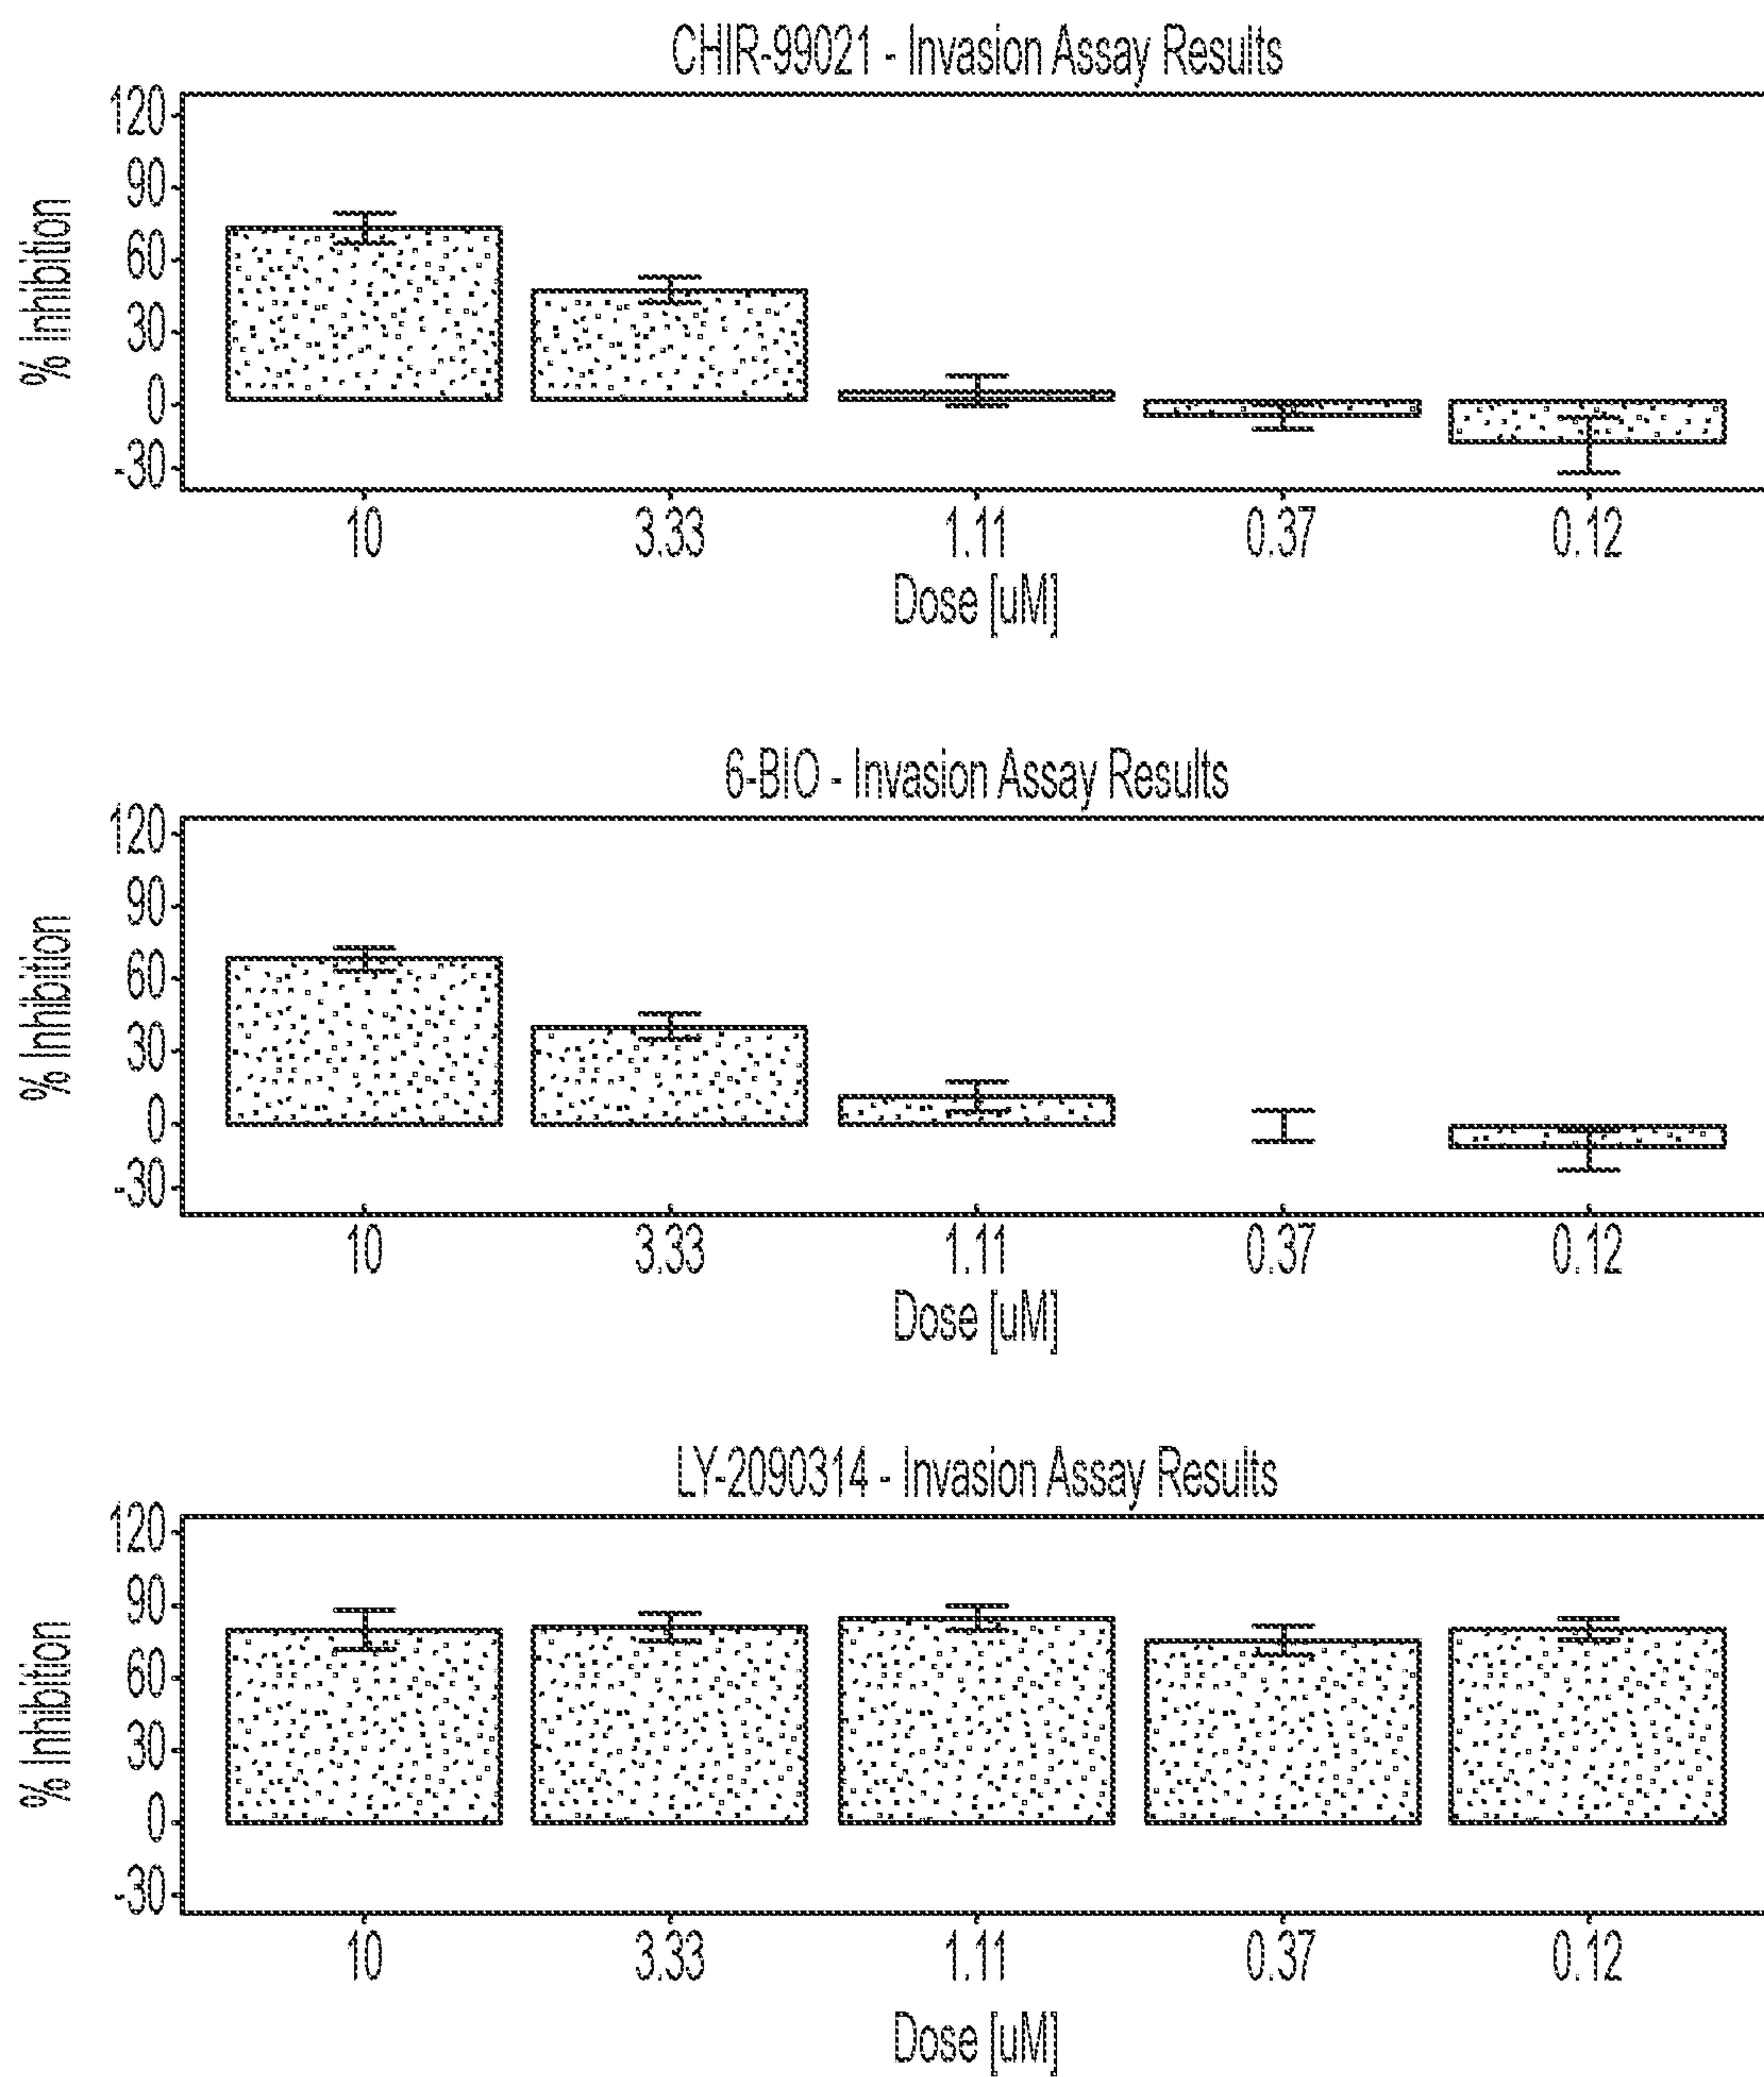 CHIR-99021 - Invasion Assay Results
120
90
60
30
0
-30
% Inhibition
10 3.33 1.11 0.37 0.12
Dose [uM]
6-BIO - Invasion Assay Results
120
90
60
30
0
-30
% Inhibition
10 3.33 1.11 0.37 0.12
Dose [uM]
LY-2090314 - Invasion Assay Results
120
90
60
30
0
-30
% Inhibition
10 3.33 1.11 0.37 0.12
Dose [uM]